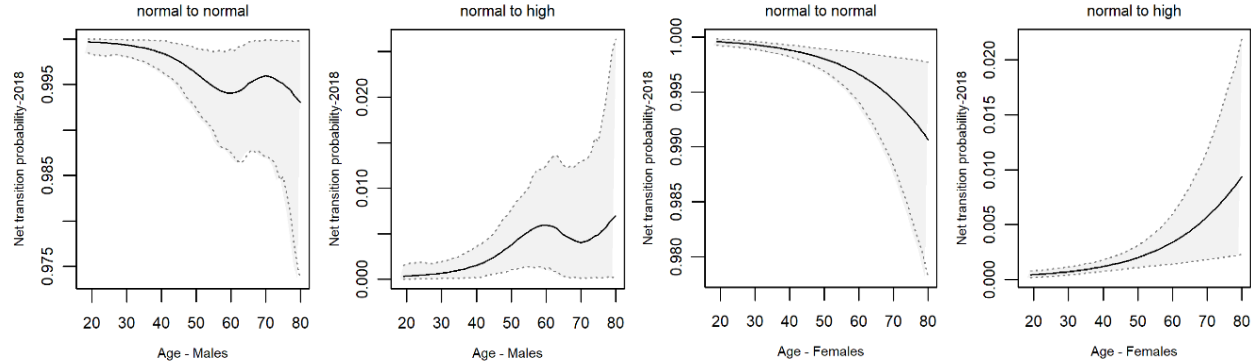 normal to normal
Net transition probability-2018
0.975
0.985
0.995
20 30 40 50 60 70 80
Age - Males
normal to high
Net transition probability-2018
0.000
0.010
0.020
20 30 40 50 60 70 80
Age - Males
normal to normal
Net transition probability-2018
0.980
0.985
0.990
0.995
1.000
20 30 40 50 60 70 80
Age - Females
normal to high
Net transition probability-2018
0.000
0.005
0.010
0.015
0.020
20 30 40 50 60 70 80
Age - Females